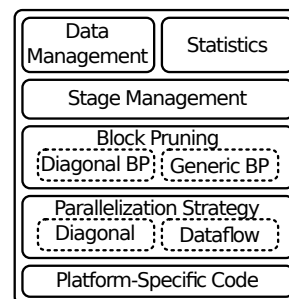 Data
Management
Statistics
Stage Management
Block Pruning
Diagonal BP
Generic BP
Parallelization Strategy
Diagonal
Dataflow
Platform-Specific Code